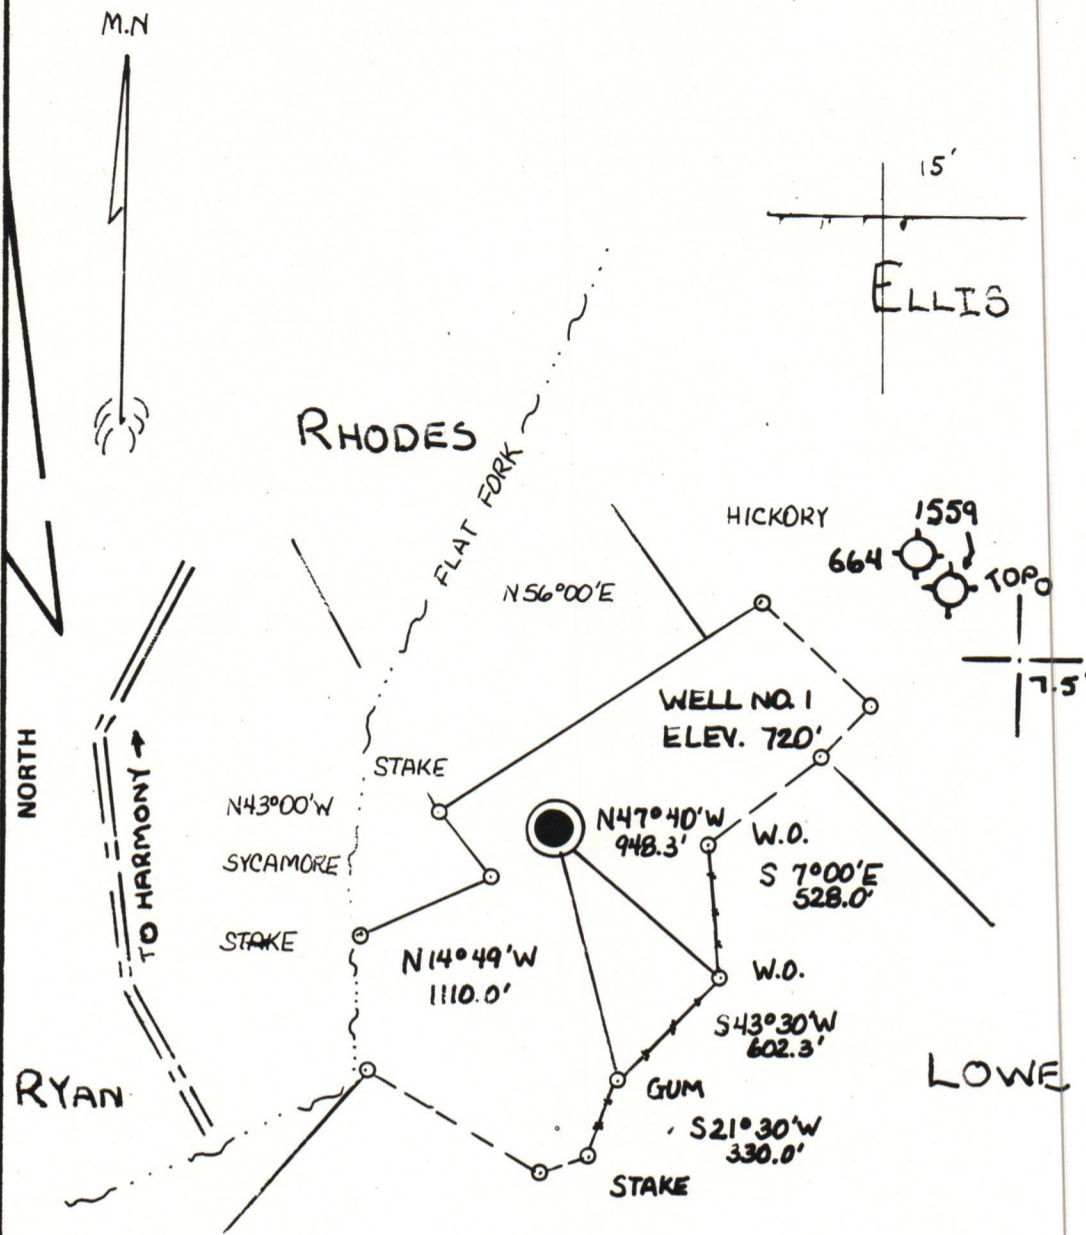 M.N
15'
ELLIS
RHODES
FLAT FORK
HICKORY
1559
664
TOPO
7.5'
N56°00'E
WELL NO. 1
ELEV. 720'
NORTH
TO HARMONY →
STAKE
N43°00'W
SYCAMORE
STAKE
N47°40'W
948.3'
W.O.
S 7°00'E
528.0'
N14°49'W
1110.0'
W.O.
S43°30'W
602.3'
RYAN
LOWE
GUM
S21°30'W
330.0'
STAKE